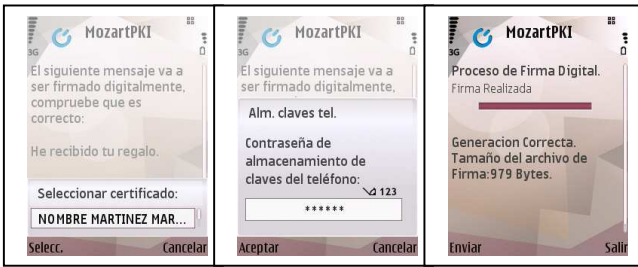 3G
MozartPKI
El siguiente mensaje va a
ser firmado digitalmente,
compruebe que es
correcto:
He recibido tu regalo.
Seleccionar certificado:
NOMBRE MARTINEZ MAR...
Selecc.
Cancelar
3G
MozartPKI
El siguiente mensaje va a
ser firmado digitalmente,
Alm. claves tel.
Contraseña de
almacenamiento de
claves del teléfono:
123
******
Aceptar
Cancelar
3G
MozartPKI
Proceso de Firma Digital.
Firma Realizada
Generacion Correcta.
Tamaño del archivo de
Firma:979 Bytes.
Enviar
Salir